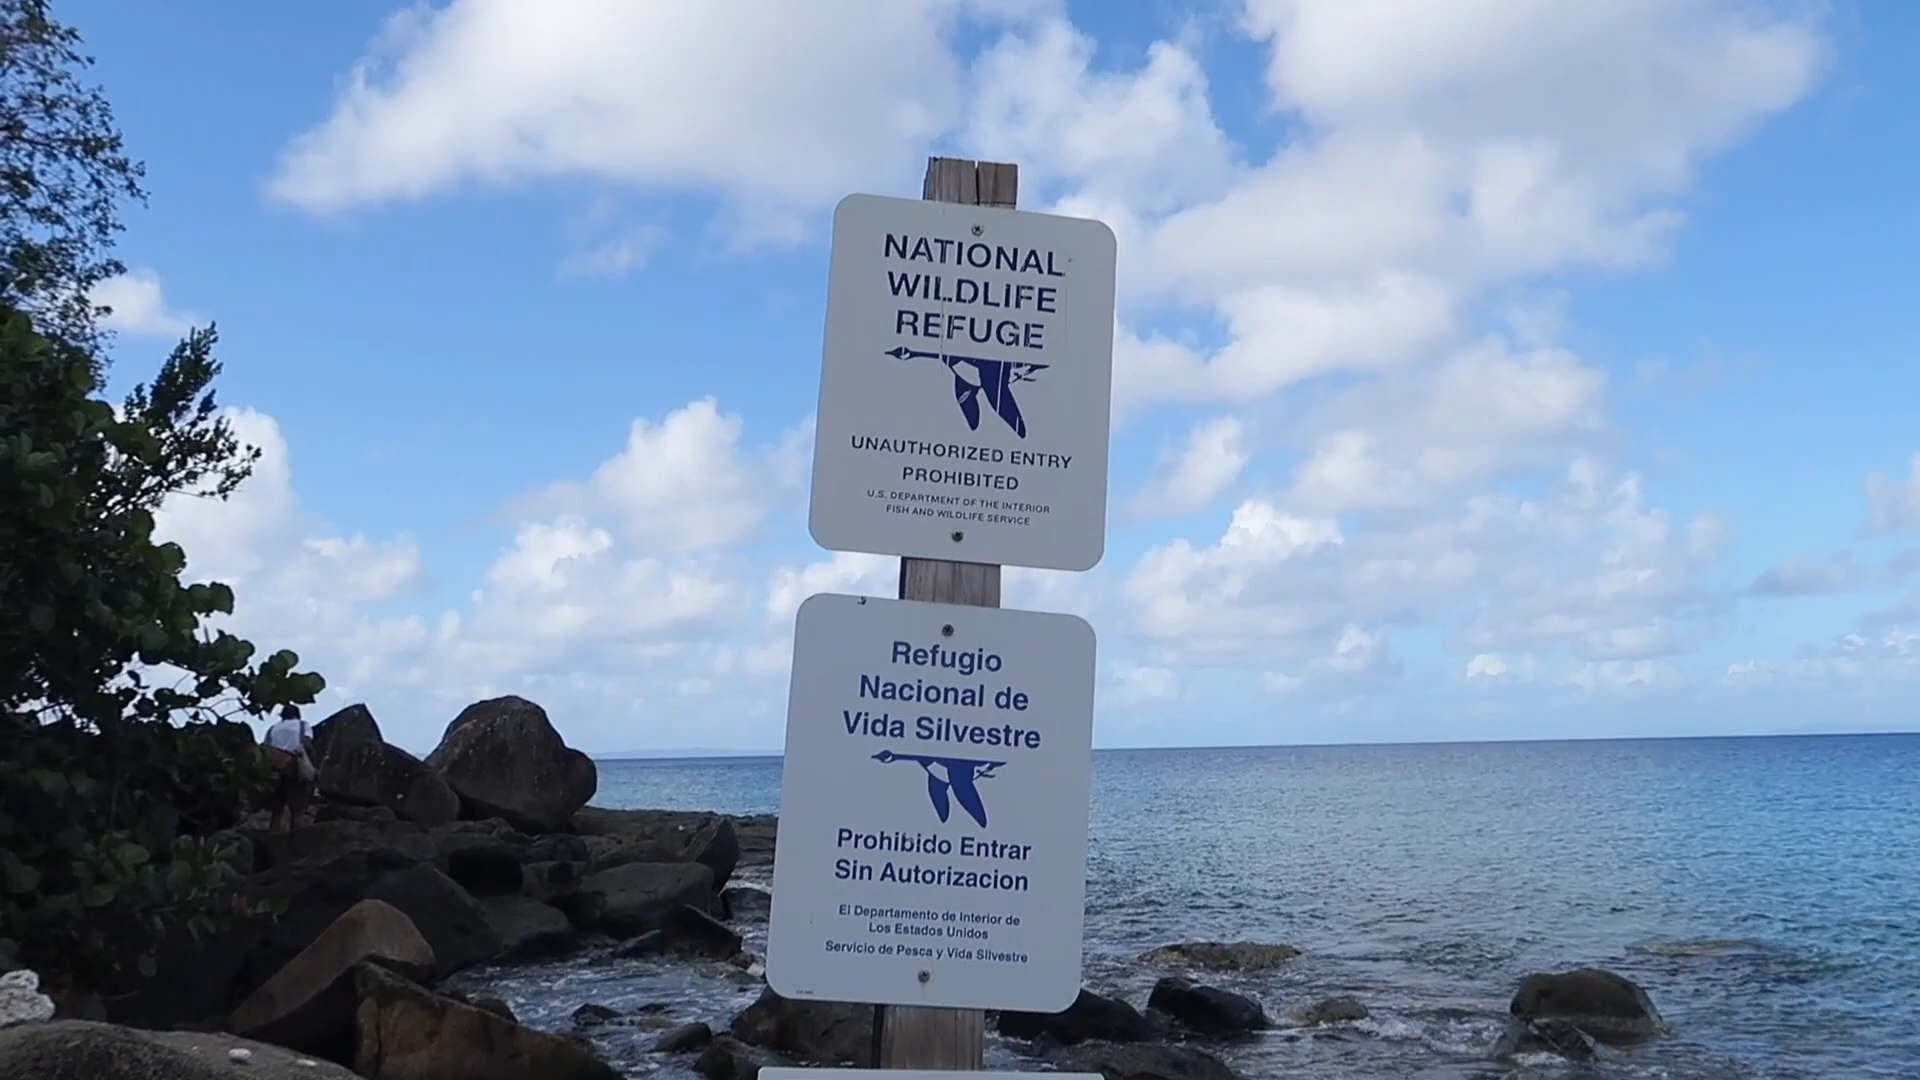 NATIONAL
WILDLIFE
REFUGE
UNAUTHORIZED ENTRY
PROHIBITED
U.S. DEPARTMENT OF THE INTERIOR
FISH AND WILDLIFE SERVICE
Refugio
Nacional de
Vida Silvestre
Prohibido Entrar
Sin Autorizacion
El Departamento de Interior de
Los Estados Unidos
Servicio de Pesca y Vida Silvestre